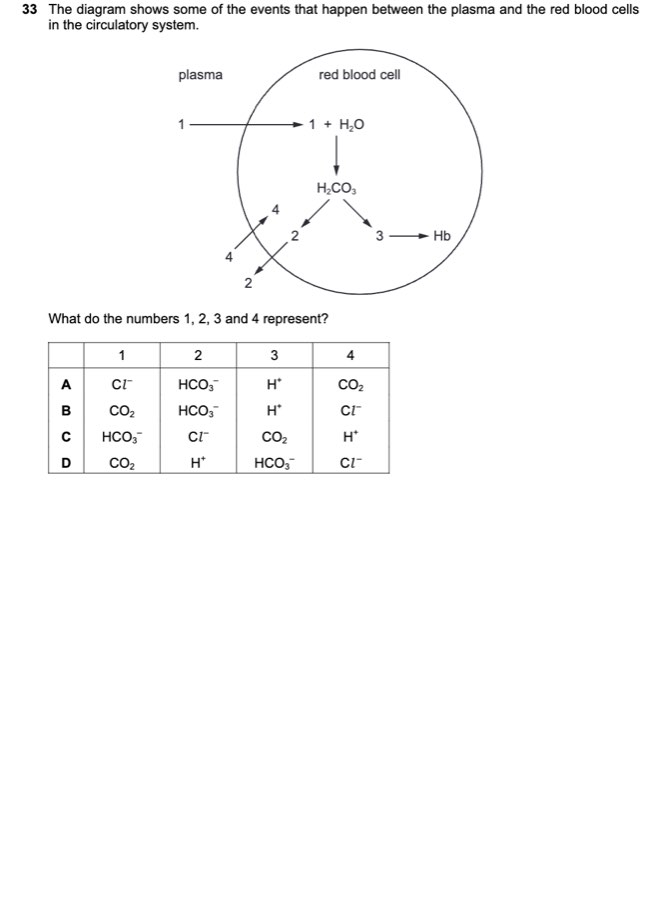 33 The diagram shows some of the events that happen between the plasma and the red blood cells
in the circulatory system.
plasma red blood cell
1 1 + H₂O
H₂CO₃
4
2 3 Hb
4
2
What do the numbers 1, 2, 3 and 4 represent?
1 2 3 4
A Cl⁻ HCO₃⁻ H⁺ CO₂
B CO₂ HCO₃⁻ H⁺ Cl⁻
C HCO₃⁻ Cl⁻ CO₂ H⁺
D CO₂ H⁺ HCO₃⁻ Cl⁻